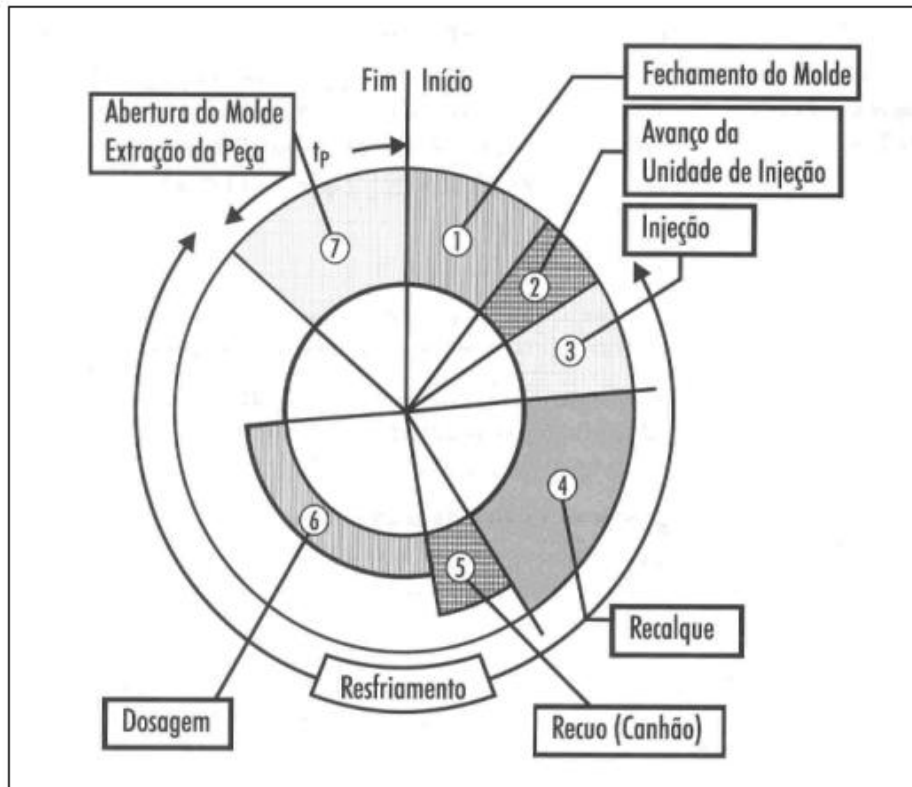 Fim
Início
Fechamento do Molde
Abertura do Molde
Extração da Peça
tP
Avanço da
Unidade de Injeção
Injeção
1
2
3
4
5
6
7
Recalque
Resfriamento
Dosagem
Recuo (Canhão)